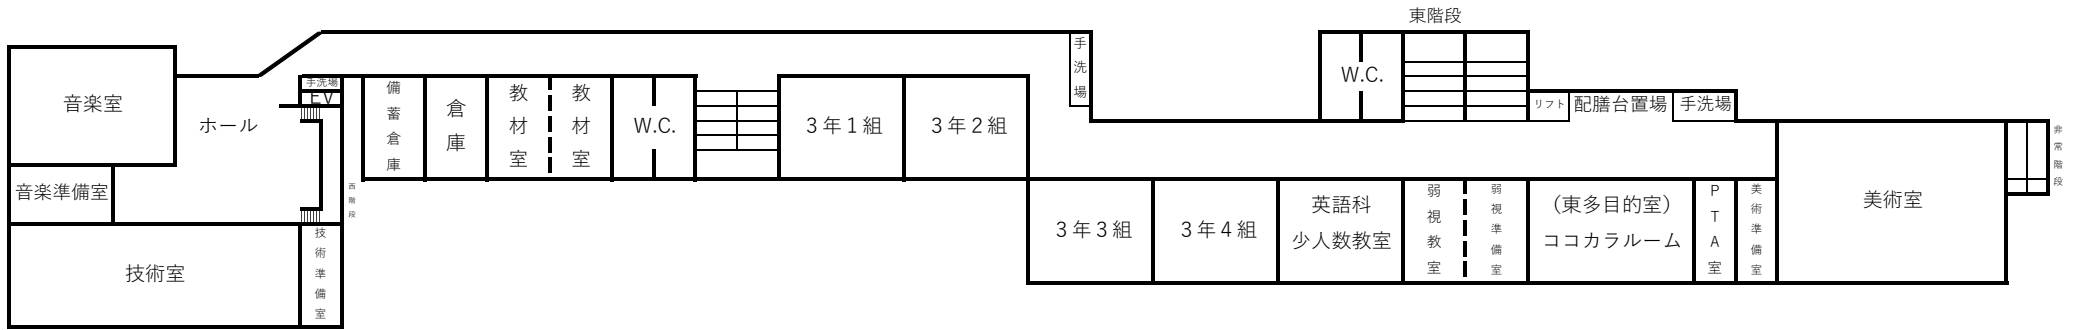 東階段
手洗場
W.C.
リフト
配膳台置場
手洗場
非常階段
音楽室
ホール
手洗場
EV
備蓄倉庫
倉庫
教材室
教材室
W.C.
3年1組
3年2組
音楽準備室
西階段
3年3組
3年4組
英語科
少人数教室
弱視教室
弱視準備室
(東多目的室)
ココカラルーム
PTA室
美術準備室
美術室
技術室
技術準備室